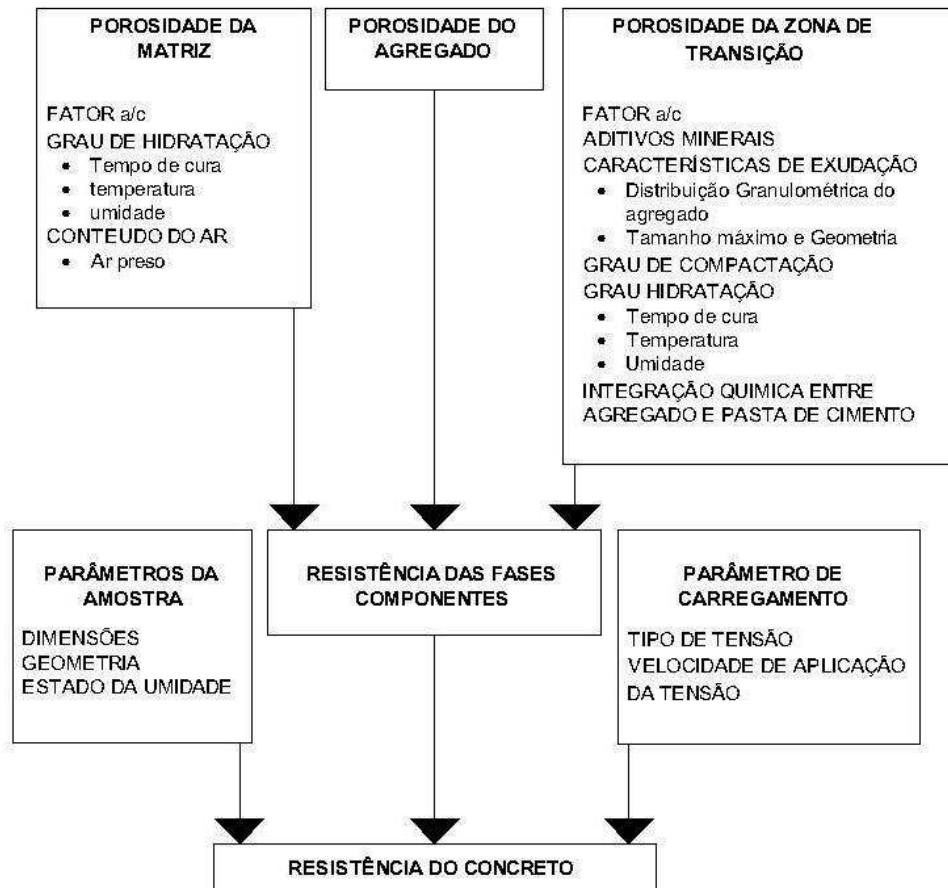 POROSIDADE DA
MATRIZ
FATOR a/c
GRAU DE HIDRATAÇÃO
• Tempo de cura
• temperatura
• umidade
CONTEUDO DO AR
• Ar preso
POROSIDADE DO
AGREGADO
POROSIDADE DA ZONA DE
TRANSIÇÃO
FATOR a/c
ADITIVOS MINERAIS
CARACTERÍSTICAS DE EXUDAÇÃO
• Distribuição Granulométrica do
agregado
• Tamanho máximo e Geometria
GRAU DE COMPACTAÇÃO
GRAU HIDRATAÇÃO
• Tempo de cura
• Temperatura
• Umidade
INTEGRAÇÃO QUIMICA ENTRE
AGREGADO E PASTA DE CIMENTO
PARÂMETROS DA
AMOSTRA
DIMENSÕES
GEOMETRIA
ESTADO DA UMIDADE
RESISTÊNCIA DAS FASES
COMPONENTES
PARÂMETRO DE
CARREGAMENTO
TIPO DE TENSÃO
VELOCIDADE DE APLICAÇÃO
DA TENSÃO
RESISTÊNCIA DO CONCRETO